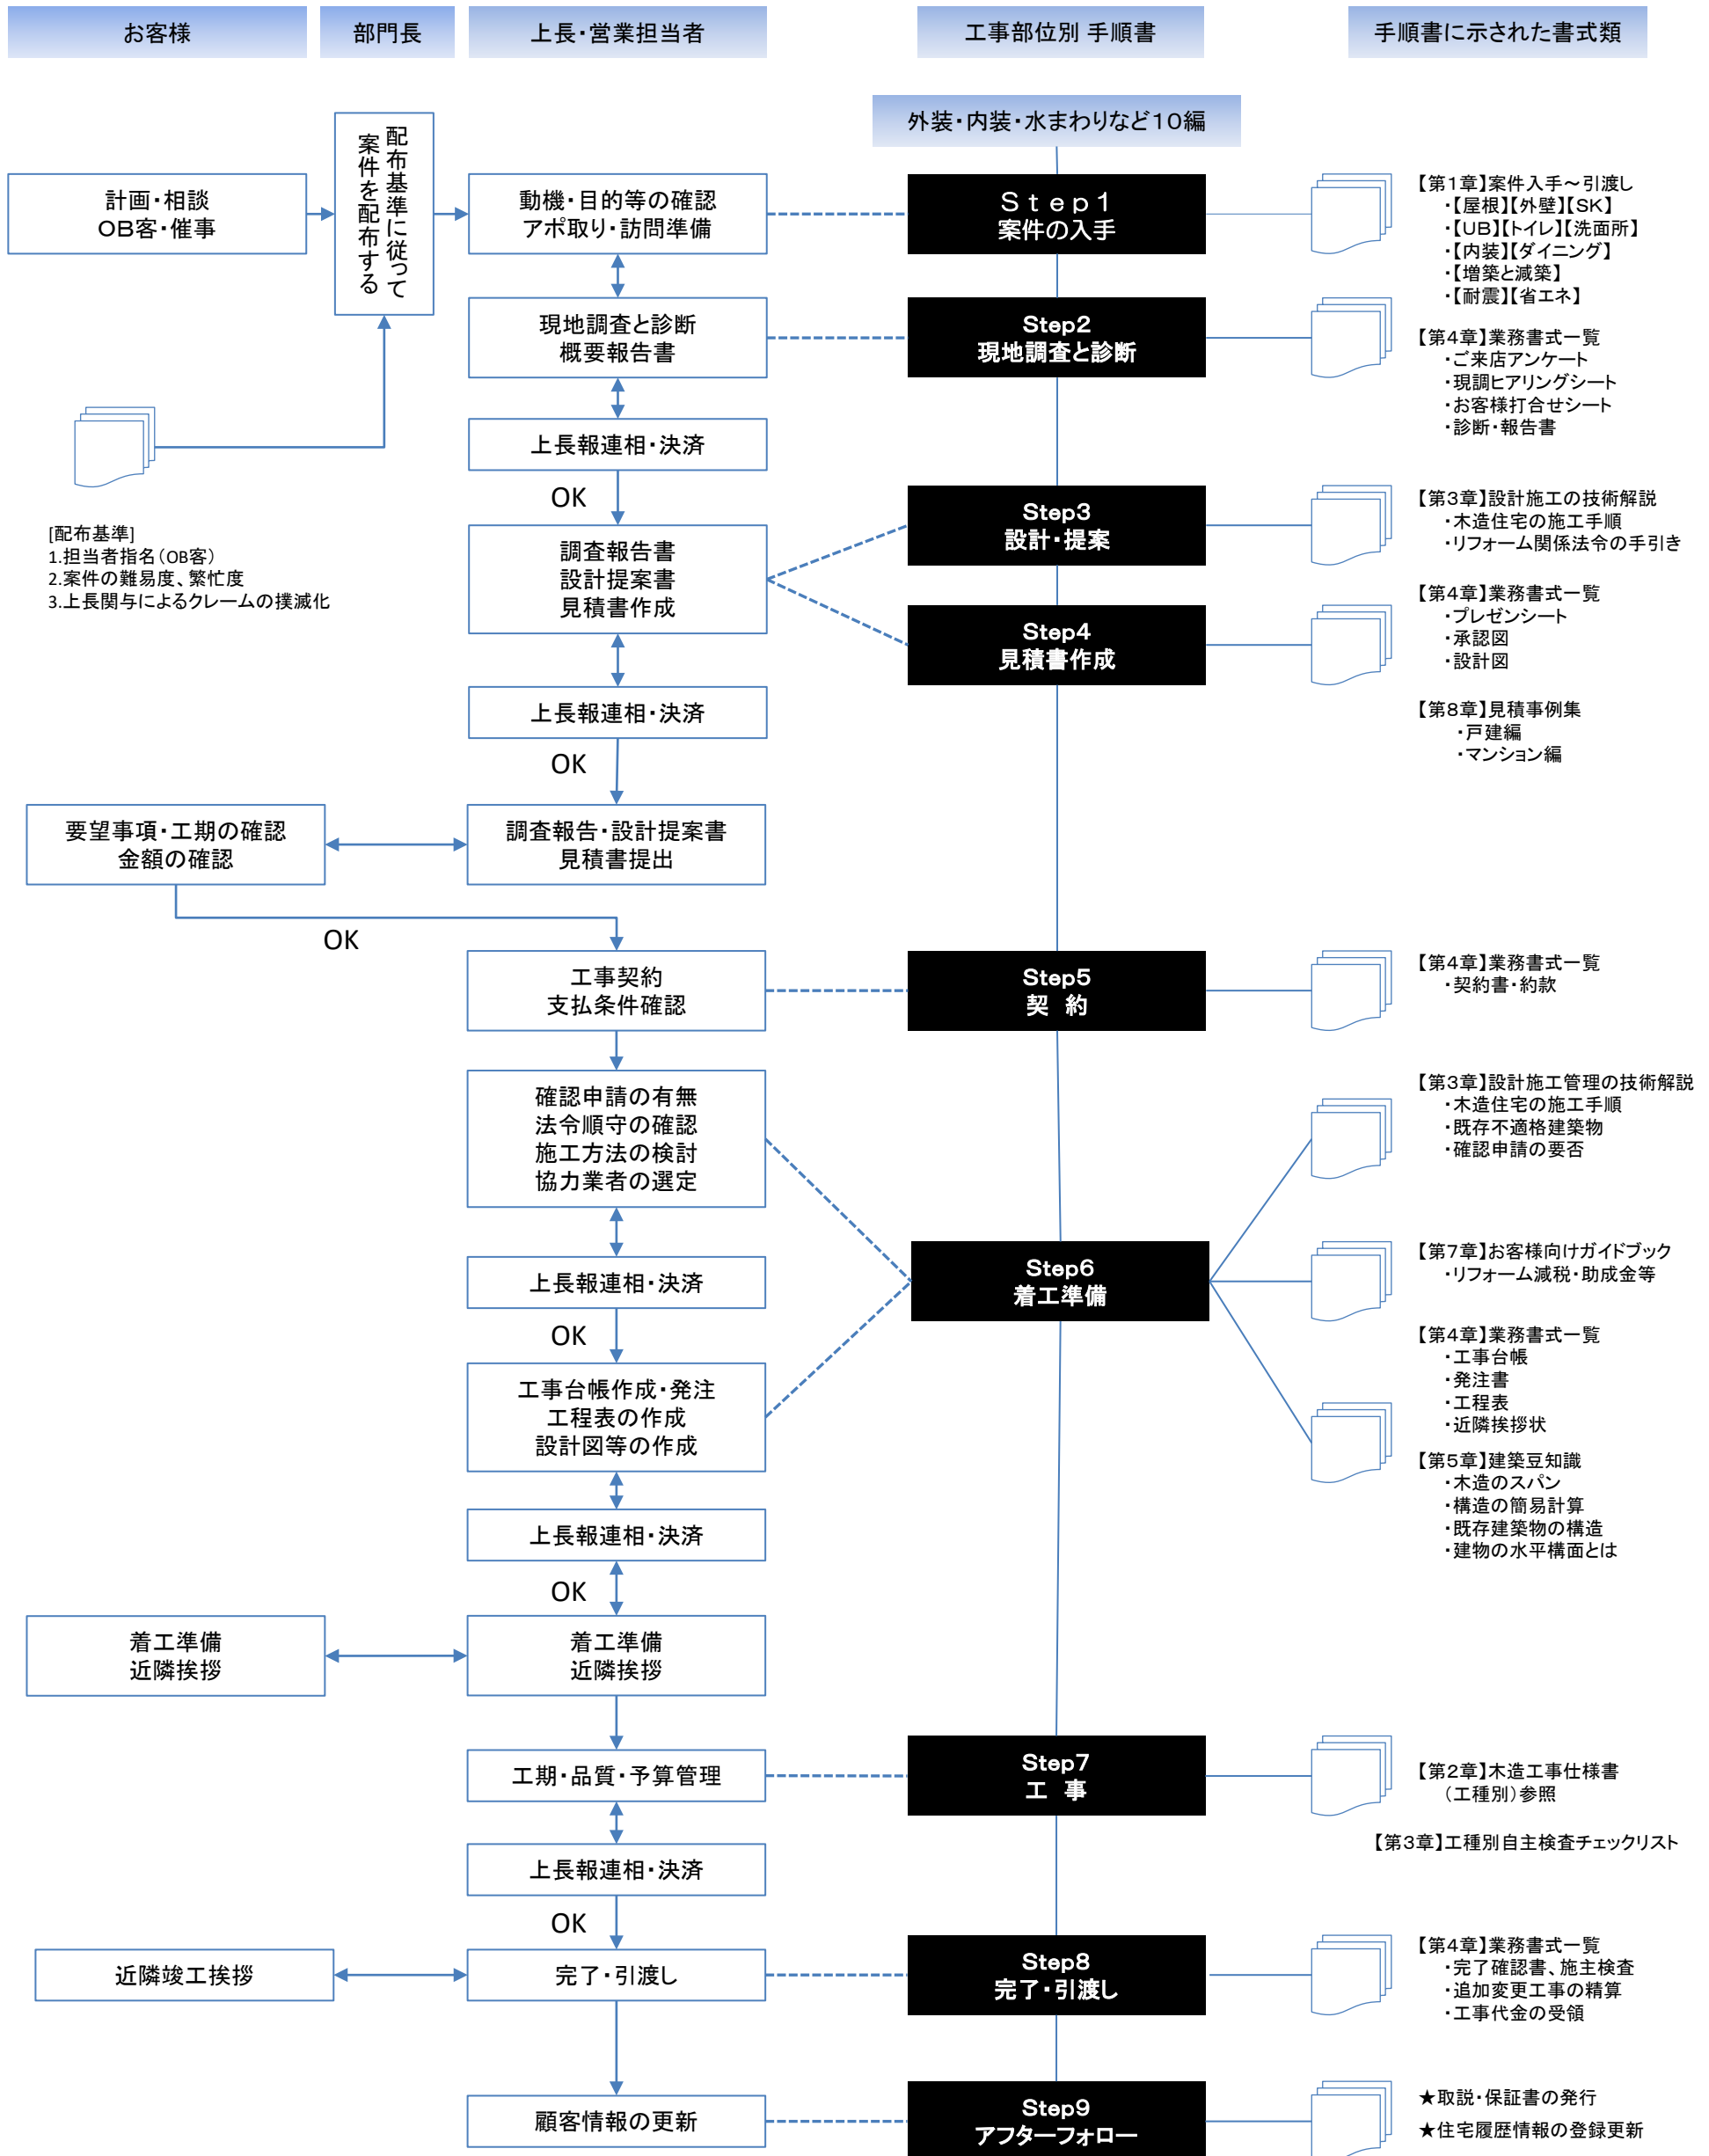 お客様
部門長
上長・営業担当者
工事部位別 手順書
手順書に示された書式類
外装・内装・水まわりなど10編
計画・相談
OB客・催事
配布基準に従って
案件を配布する
動機・目的等の確認
アポ取り・訪問準備
Step1
案件の入手
【第1章】案件入手～引渡し
・【屋根】【外壁】【SK】
・【UB】【トイレ】【洗面所】
・【内装】【ダイニング】
・【増築と減築】
・【耐震】【省エネ】
現地調査と診断
概要報告書
Step2
現地調査と診断
【第4章】業務書式一覧
・ご来店アンケート
・現調ヒアリングシート
・お客様打合せシート
・診断・報告書
上長報連相・決済
OK
[配布基準]
1.担当者指名（OB客）
2.案件の難易度、繁忙度
3.上長関与によるクレームの撲滅化
調査報告書
設計提案書
見積書作成
Step3
設計・提案
【第3章】設計施工の技術解説
・木造住宅の施工手順
・リフォーム関係法令の手引き
Step4
見積書作成
【第4章】業務書式一覧
・プレゼンシート
・承認図
・設計図
上長報連相・決済
OK
【第8章】見積事例集
・戸建編
・マンション編
要望事項・工期の確認
金額の確認
調査報告・設計提案書
見積書提出
OK
工事契約
支払条件確認
Step5
契 約
【第4章】業務書式一覧
・契約書・約款
確認申請の有無
法令順守の確認
施工方法の検討
協力業者の選定
【第3章】設計施工管理の技術解説
・木造住宅の施工手順
・既存不適格建築物
・確認申請の要否
上長報連相・決済
OK
Step6
着工準備
【第7章】お客様向けガイドブック
・リフォーム減税・助成金等
工事台帳作成・発注
工程表の作成
設計図等の作成
【第4章】業務書式一覧
・工事台帳
・発注書
・工程表
・近隣挨拶状
上長報連相・決済
OK
【第5章】建築豆知識
・木造のスパン
・構造の簡易計算
・既存建築物の構造
・建物の水平構面とは
着工準備
近隣挨拶
着工準備
近隣挨拶
工期・品質・予算管理
Step7
工 事
【第2章】木造工事仕様書
（工種別）参照
【第3章】工種別自主検査チェックリスト
上長報連相・決済
OK
近隣竣工挨拶
完了・引渡し
Step8
完了・引渡し
【第4章】業務書式一覧
・完了確認書、施主検査
・追加変更工事の精算
・工事代金の受領
顧客情報の更新
Step9
アフターフォロー
★取説・保証書の発行
★住宅履歴情報の登録更新